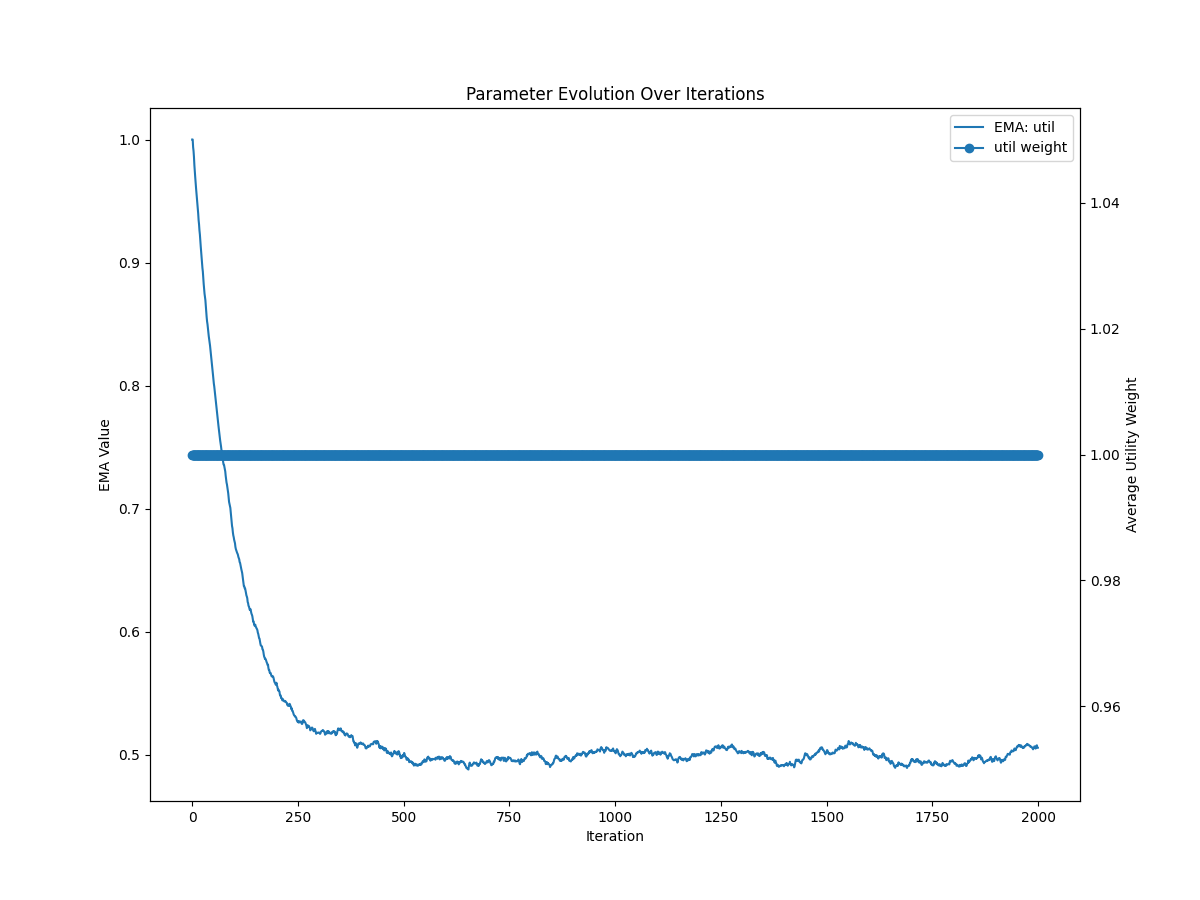 Parameter Evolution Over Iterations
EMA: util
util weight
1.0
0.9
0.8
0.7
0.6
0.5
EMA Value
1.04
1.02
1.00
0.98
0.96
Average Utility Weight
0 250 500 750 1000 1250 1500 1750 2000
Iteration